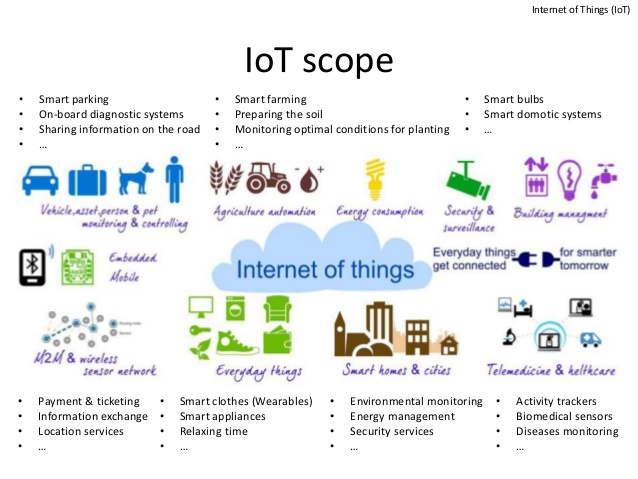 Internet of Things (IoT)
IoT scope
• Smart parking
• On-board diagnostic systems
• Sharing information on the road
• ...
• Smart farming
• Preparing the soil
• Monitoring optimal conditions for planting
• ...
• Smart bulbs
• Smart domotic systems
• ...
Vehicle,asset,person & pet
monitoring & controlling
Agriculture automation
Energy consumption
Security &
surveillance
Building managment
Embedded
Mobile
Internet of things
Everyday things
get connected
for smarter
tomorrow
M2M & wireless
sensor network
Everyday things
Smart homes & cities
Telemedicine & helthcare
• Payment & ticketing
• Information exchange
• Location services
• ...
• Smart clothes (Wearables)
• Smart appliances
• Relaxing time
• ...
• Environmental monitoring
• Energy management
• Security services
• ...
• Activity trackers
• Biomedical sensors
• Diseases monitoring
• ...